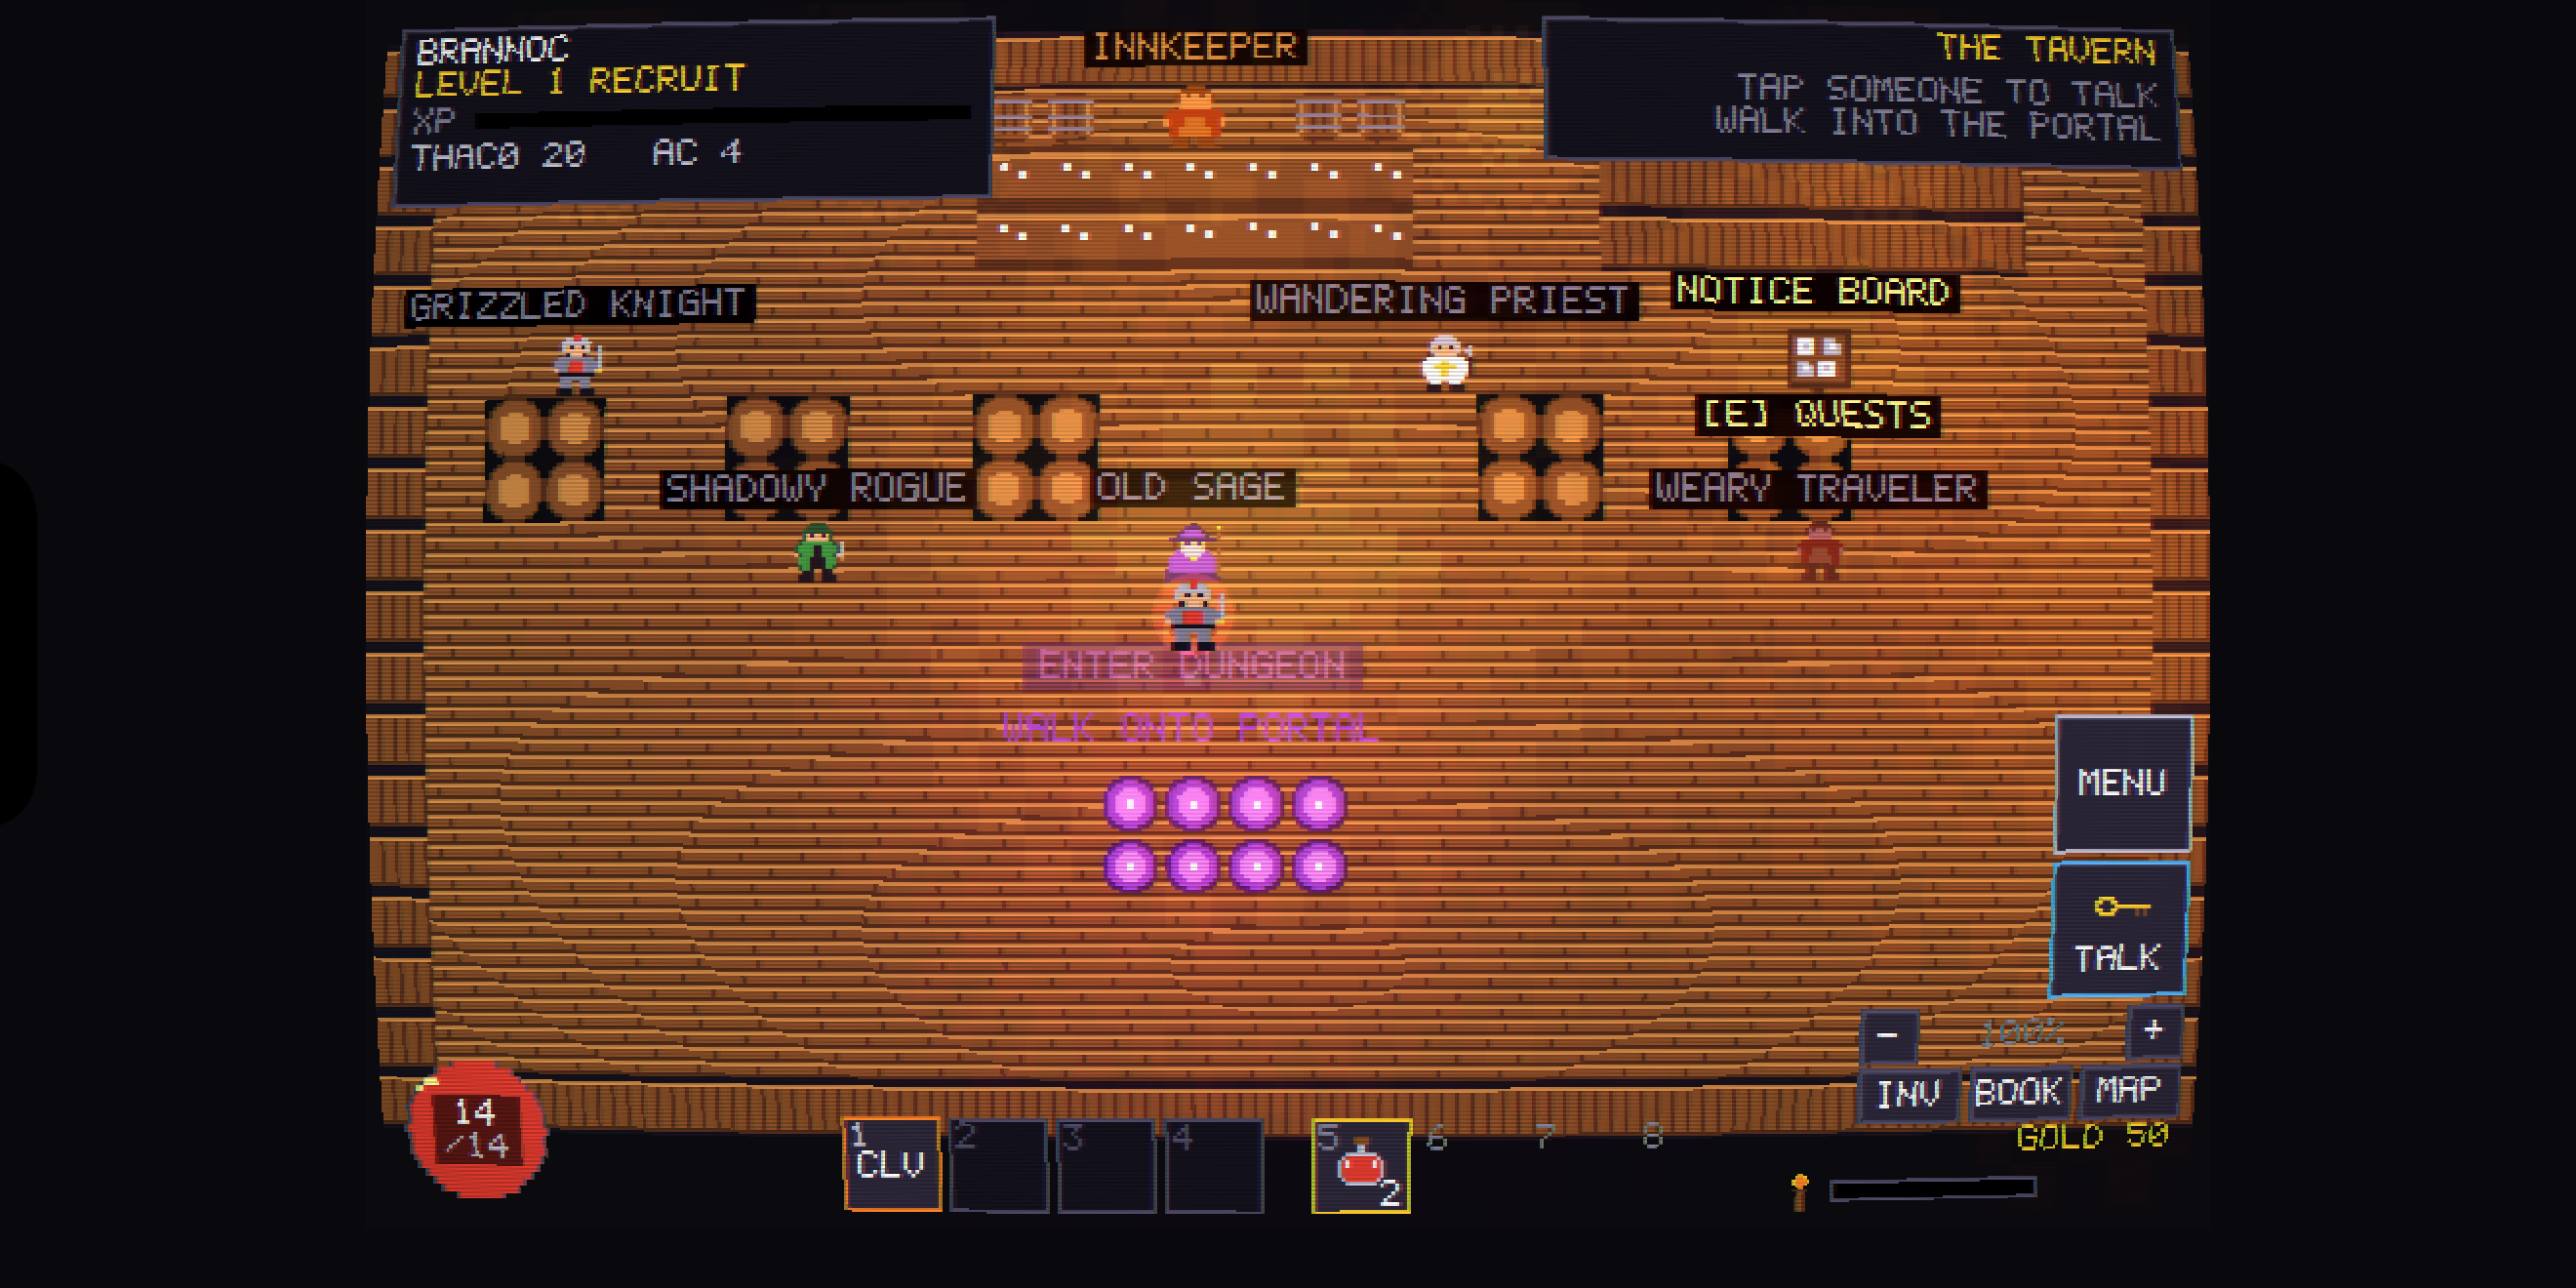 BRANNOC
LEVEL 1 RECRUIT
XP
THAC0 20 AC 4
INNKEEPER
THE TAVERN
TAP SOMEONE TO TALK
WALK INTO THE PORTAL
GRIZZLED KNIGHT
WANDERING PRIEST
NOTICE BOARD
[E] QUESTS
SHADOWY ROGUE
OLD SAGE
WEARY TRAVELER
ENTER DUNGEON
WALK ONTO PORTAL
MENU
TALK
- 100% +
INV BOOK MAP
GOLD 50
14
/14
1 2 3 4 5 6 7 8
CLV
2